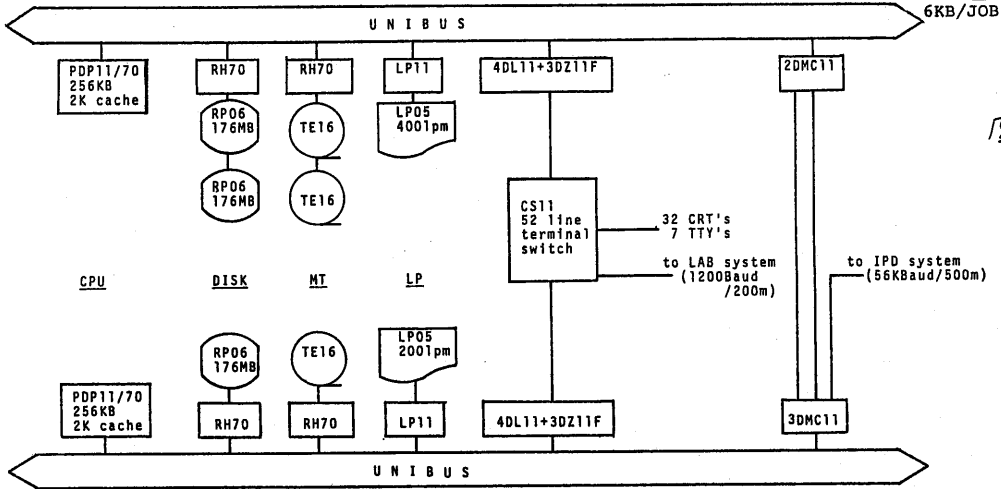 UNIBUS
6KB/JOB
PDP11/70
256KB
2K cache
RH70
RH70
LP11
4DL11+3DZ11F
2DMC11
RP06
176MB
TE16
LP05
400lpm
RP06
176MB
TE16
CS11
52 line
terminal
switch
32 CRT's
7 TTY's
to LAB system
(1200Baud
/200m)
to IPD system
(56KBaud/500m)
CPU
DISK
MT
LP
RP06
176MB
TE16
LP05
200lpm
PDP11/70
256KB
2K cache
RH70
RH70
LP11
4DL11+3DZ11F
3DMC11
UNIBUS